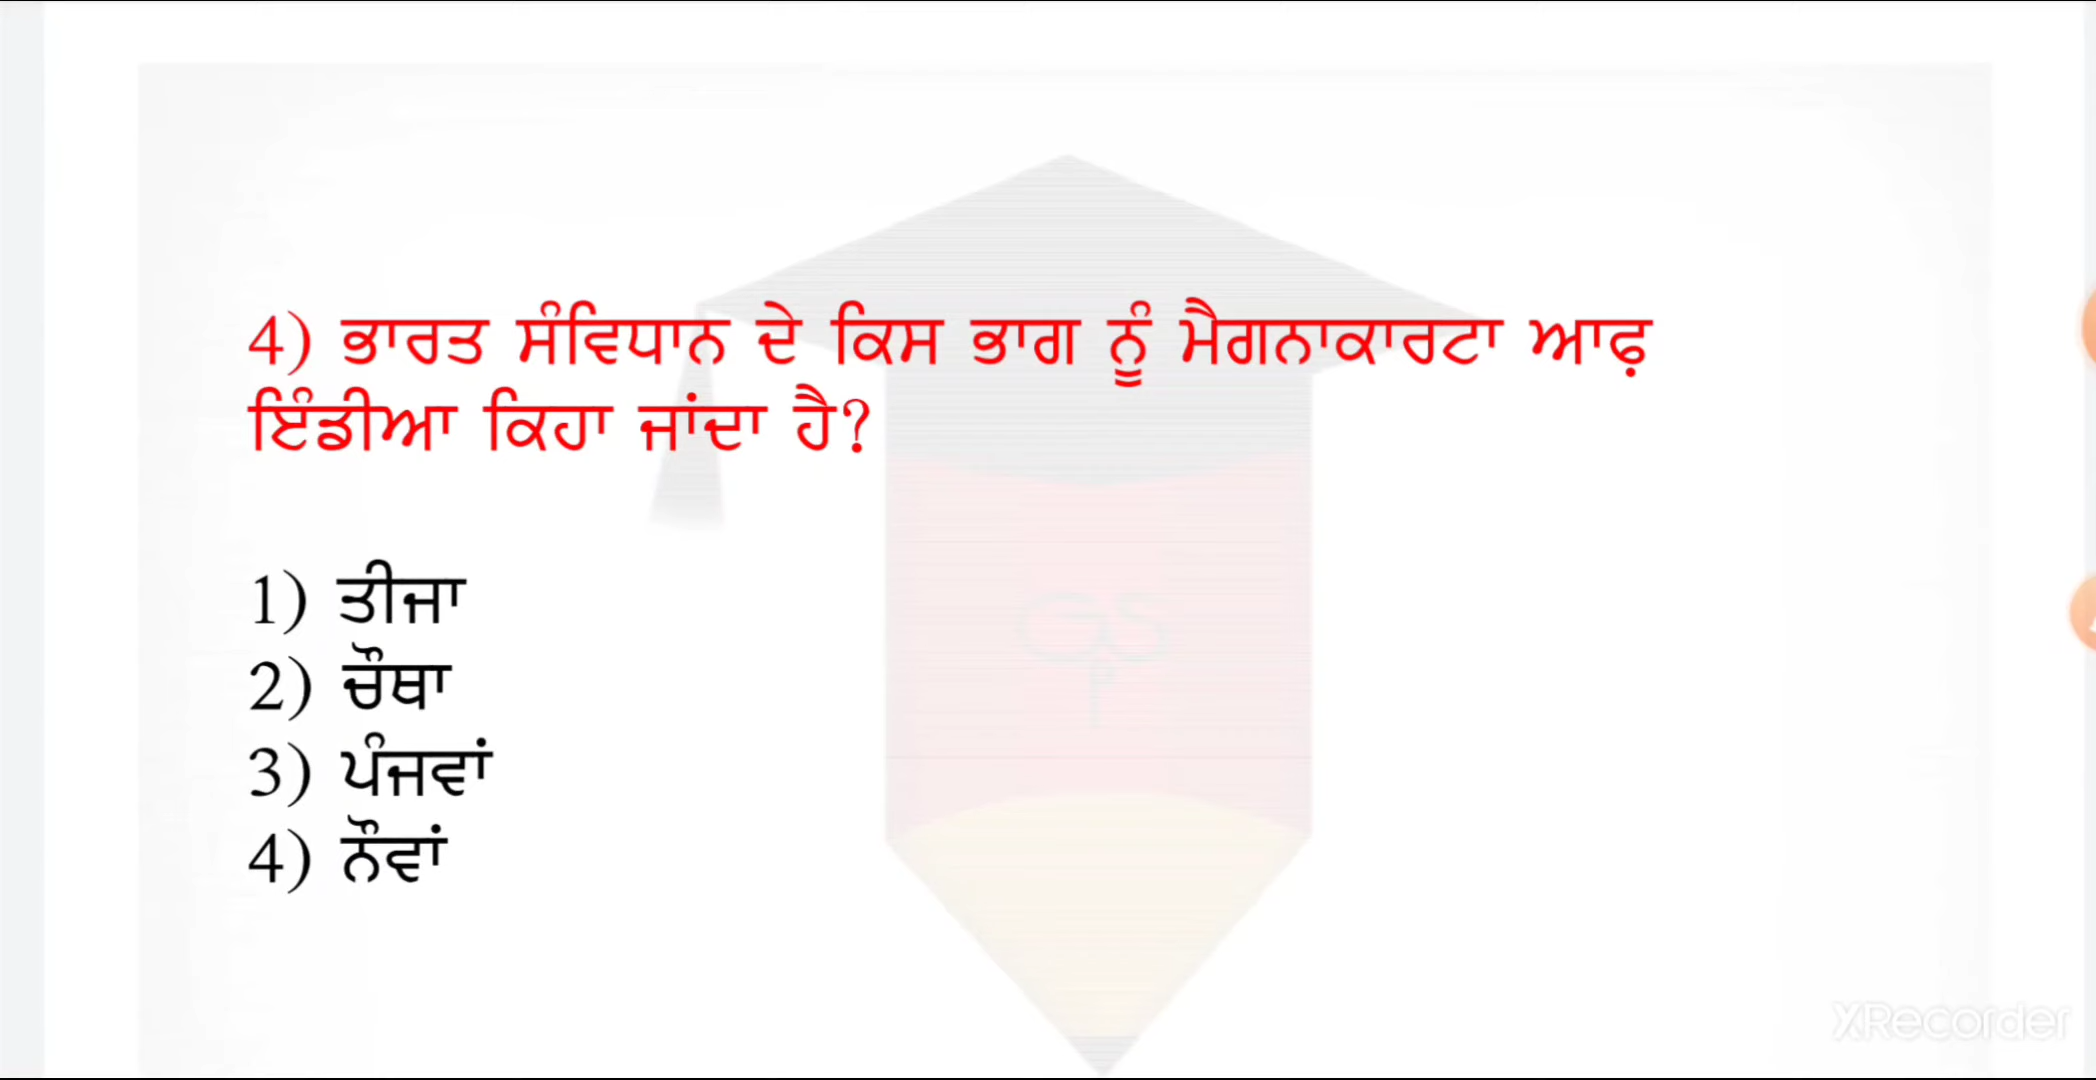 4) ਭਾਰਤ ਸੰਵਿਧਾਨ ਦੇ ਕਿਸ ਭਾਗ ਨੂੰ ਮੈਗਨਾਕਾਰਟਾ ਆਫ਼
ਇੰਡੀਆ ਕਿਹਾ ਜਾਂਦਾ ਹੈ?
1) ਤੀਜਾ
2) ਚੌਥਾ
3) ਪੰਜਵਾਂ
4) ਨੌਵਾਂ
XRecorder